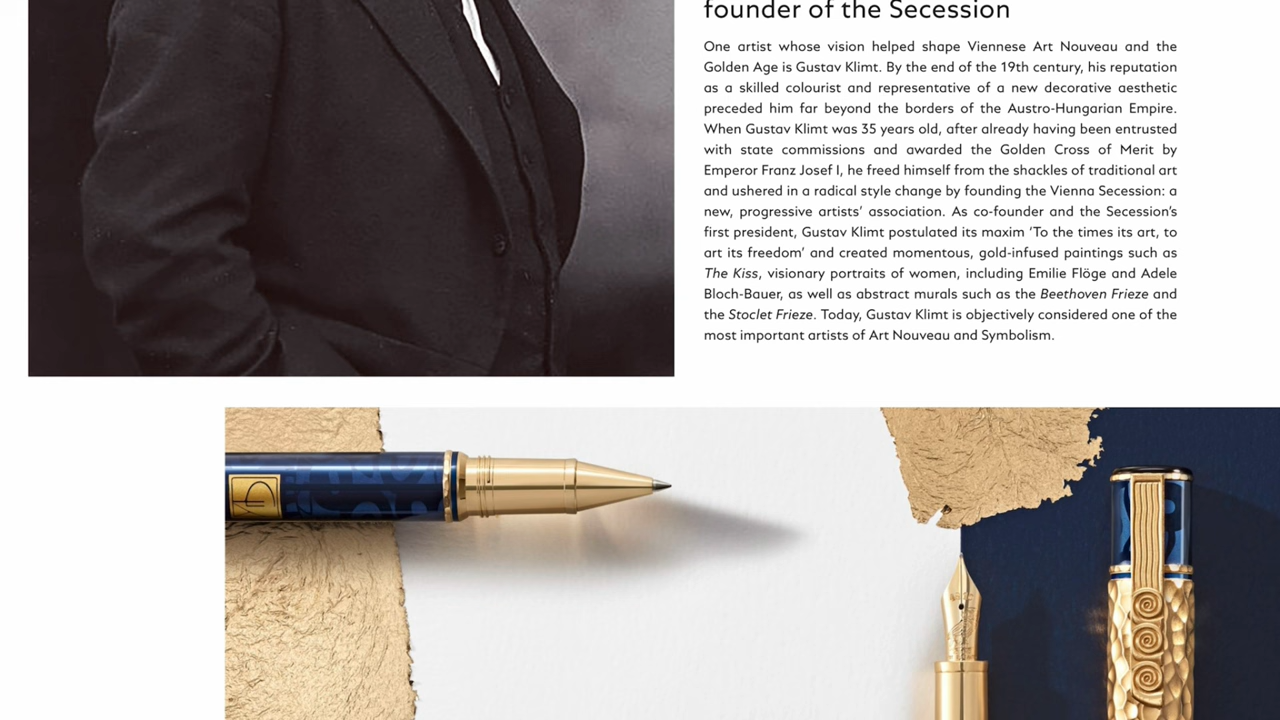 founder of the Secession
One artist whose vision helped shape Viennese Art Nouveau and the
Golden Age is Gustav Klimt. By the end of the 19th century, his reputation
as a skilled colourist and representative of a new decorative aesthetic
preceded him far beyond the borders of the Austro-Hungarian Empire.
When Gustav Klimt was 35 years old, after already having been entrusted
with state commissions and awarded the Golden Cross of Merit by
Emperor Franz Josef I, he freed himself from the shackles of traditional art
and ushered in a radical style change by founding the Vienna Secession: a
new, progressive artists’ association. As co-founder and the Secession’s
first president, Gustav Klimt postulated its maxim ‘To the times its art, to
art its freedom’ and created momentous, gold-infused paintings such as
The Kiss, visionary portraits of women, including Emilie Flöge and Adele
Bloch-Bauer, as well as abstract murals such as the Beethoven Frieze and
the Stoclet Frieze. Today, Gustav Klimt is objectively considered one of the
most important artists of Art Nouveau and Symbolism.